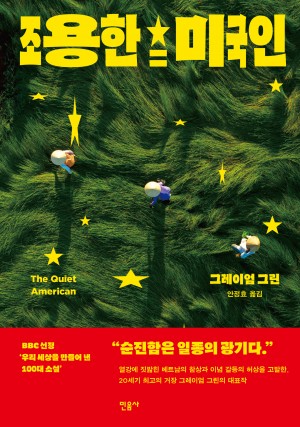 조용한 미국인
The Quiet
American
그레이엄 그린
안정효 옮김
BBC 선정
‘우리 세상을 만들어 낸
100대 소설’
“순진함은 일종의 광기다.”
열강에 짓밟힌 베트남의 참상과 이념 갈등의 허상을 고발한,
20세기 최고의 거장 그레이엄 그린의 대표작
민음사